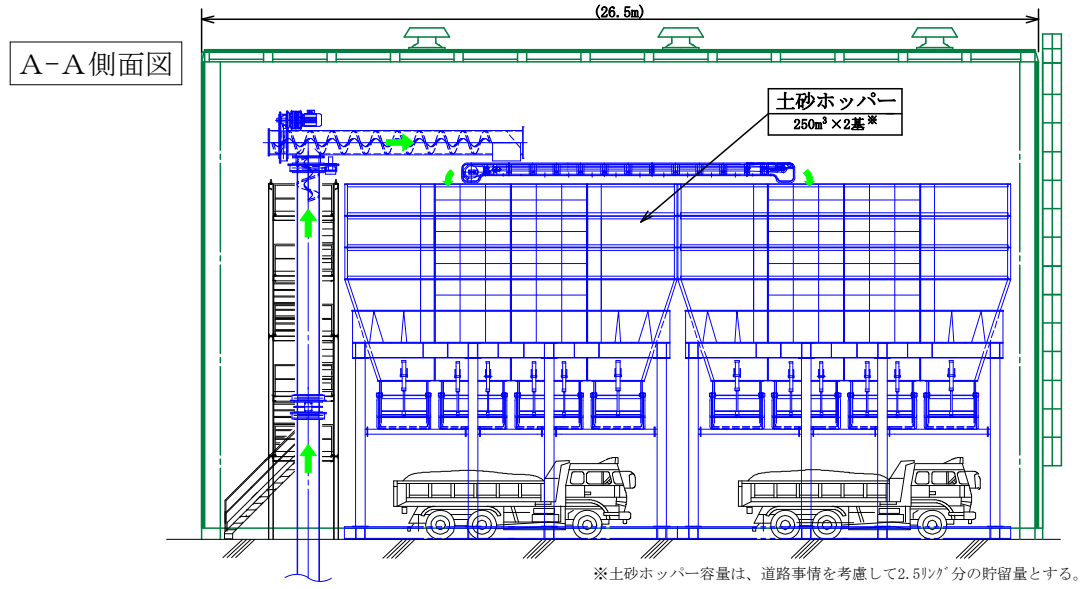 (26.5m)
A-A側面図
土砂ホッパー
250m³×2基※
※土砂ホッパー容量は、道路事情を考慮して2.5ﾘﾝｸﾞ分の貯留量とする。